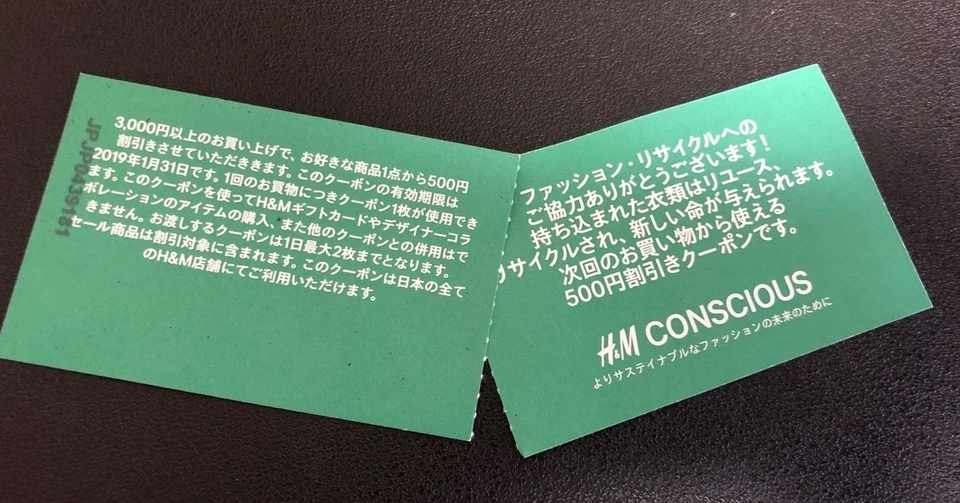 JPJP0439181
3,000円以上のお買い上げで、お好きな商品1点から500円
割引きさせていただききます。このクーポンの有効期限は
2019年1月31日です。1回のお買物につきクーポン1枚が使用でき
ます。このクーポンを使ってH&Mギフトカードやデザイナーコラ
ボレーションのアイテムの購入、また他のクーポンとの併用はで
きません。お渡しするクーポンは1日最大2枚までとなります。
セール商品は割引対象に含まれます。このクーポンは日本の全て
のH&M店舗にてご利用いただけます。
ファッション・リサイクルへの
ご協力ありがとうございます！
持ち込まれた衣類はリユース、
リサイクルされ、新しい命が与えられます。
次回のお買い物から使える
500円割引きクーポンです。
H&M CONSCIOUS
よりサステイナブルなファッションの未来のために